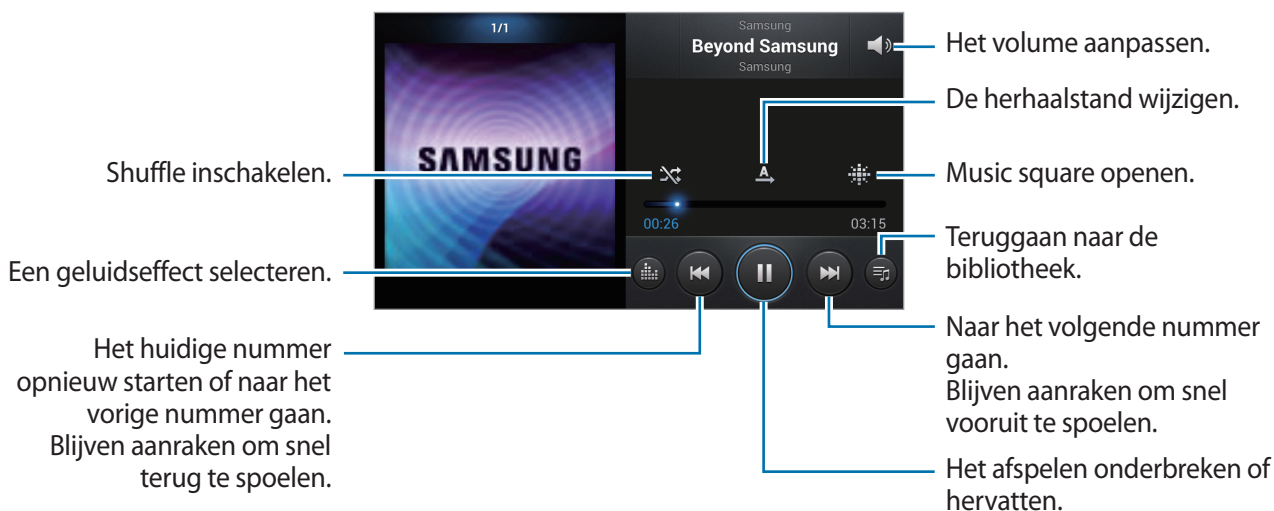 1/1
Samsung
Beyond Samsung
Samsung
SAMSUNG
A
00:26
03:15
Shuffle inschakelen.
Een geluidseffect selecteren.
Het huidige nummer
opnieuw starten of naar het
vorige nummer gaan.
Blijven aanraken om snel
terug te spoelen.
Het volume aanpassen.
De herhaalstand wijzigen.
Music square openen.
Teruggaan naar de
bibliotheek.
Naar het volgende nummer
gaan.
Blijven aanraken om snel
vooruit te spoelen.
Het afspelen onderbreken of
hervatten.